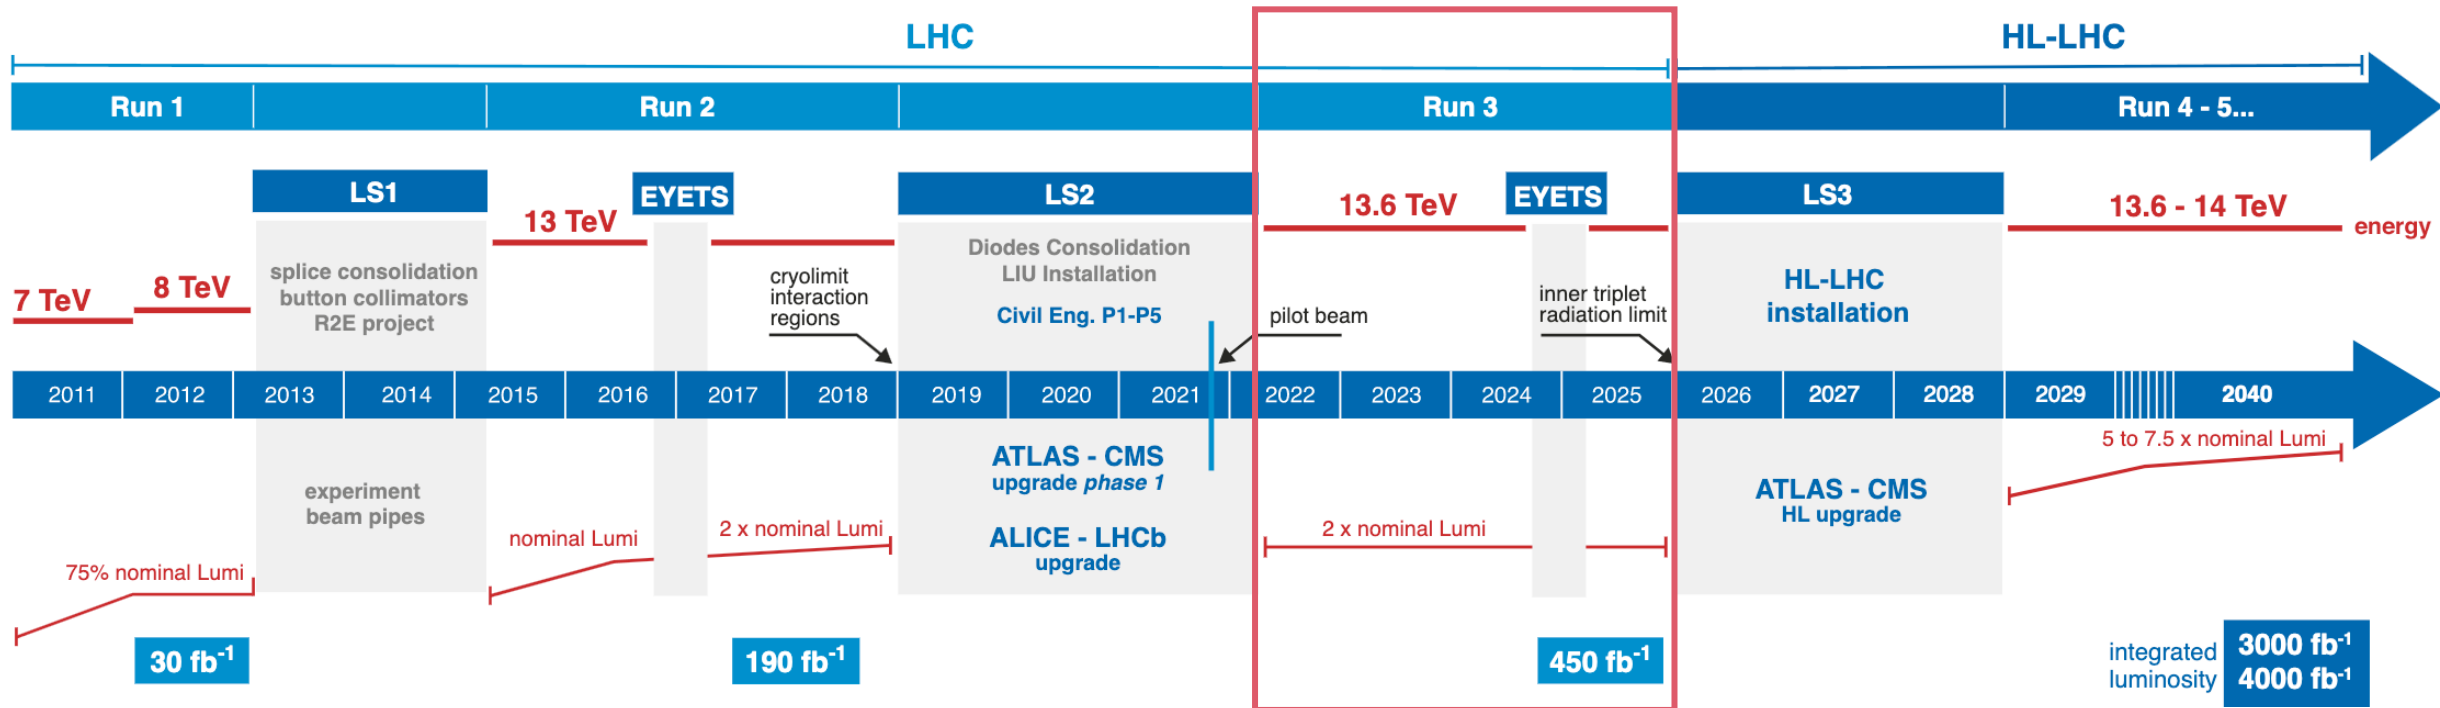 LHC
HL-LHC
Run 1
Run 2
Run 3
Run 4 - 5...
LS1
EYETS
LS2
EYETS
LS3
13 TeV
13.6 TeV
13.6 - 14 TeV
energy
7 TeV
8 TeV
splice consolidation
button collimators
R2E project
cryolimit
interaction
regions
Diodes Consolidation
LIU Installation
Civil Eng. P1-P5
pilot beam
inner triplet
radiation limit
HL-LHC
installation
2011
2012
2013
2014
2015
2016
2017
2018
2019
2020
2021
2022
2023
2024
2025
2026
2027
2028
2029
2040
experiment
beam pipes
ATLAS - CMS
upgrade phase 1
ALICE - LHCb
upgrade
ATLAS - CMS
HL upgrade
5 to 7.5 x nominal Lumi
75% nominal Lumi
nominal Lumi
2 x nominal Lumi
2 x nominal Lumi
30 fb⁻¹
190 fb⁻¹
450 fb⁻¹
integrated
luminosity
3000 fb⁻¹
4000 fb⁻¹